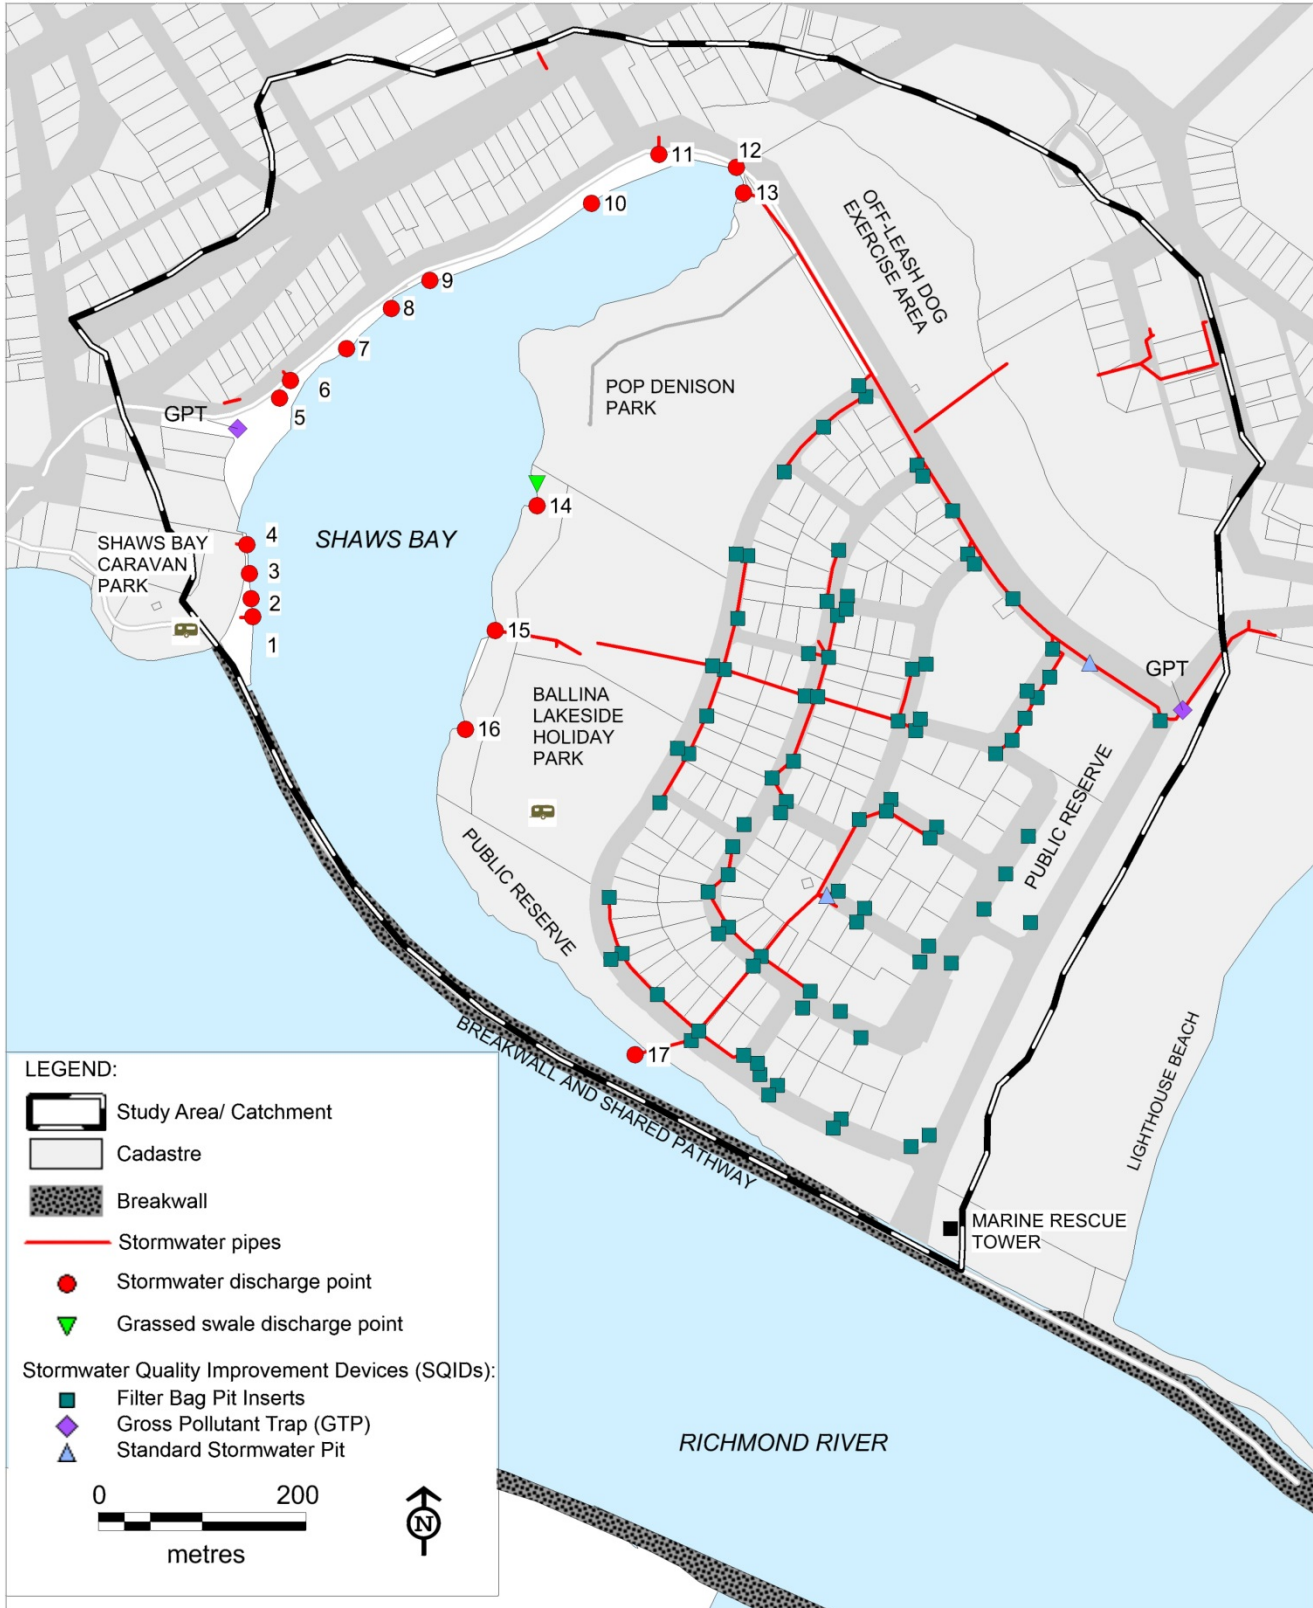 11
12
13
10
OFF-LEASH DOG
EXERCISE AREA
9
8
7
6
5
GPT
POP DENISON
PARK
14
SHAWS BAY
4
SHAWS BAY
CARAVAN
PARK
3
2
1
15
GPT
BALLINA
LAKESIDE
HOLIDAY
PARK
16
PUBLIC RESERVE
PUBLIC RESERVE
17
BREAKWALL AND SHARED PATHWAY
LIGHTHOUSE BEACH
MARINE RESCUE
TOWER
RICHMOND RIVER
LEGEND:
Study Area/ Catchment
Cadastre
Breakwall
Stormwater pipes
Stormwater discharge point
Grassed swale discharge point
Stormwater Quality Improvement Devices (SQIDs):
Filter Bag Pit Inserts
Gross Pollutant Trap (GTP)
Standard Stormwater Pit
0 200
metres
N